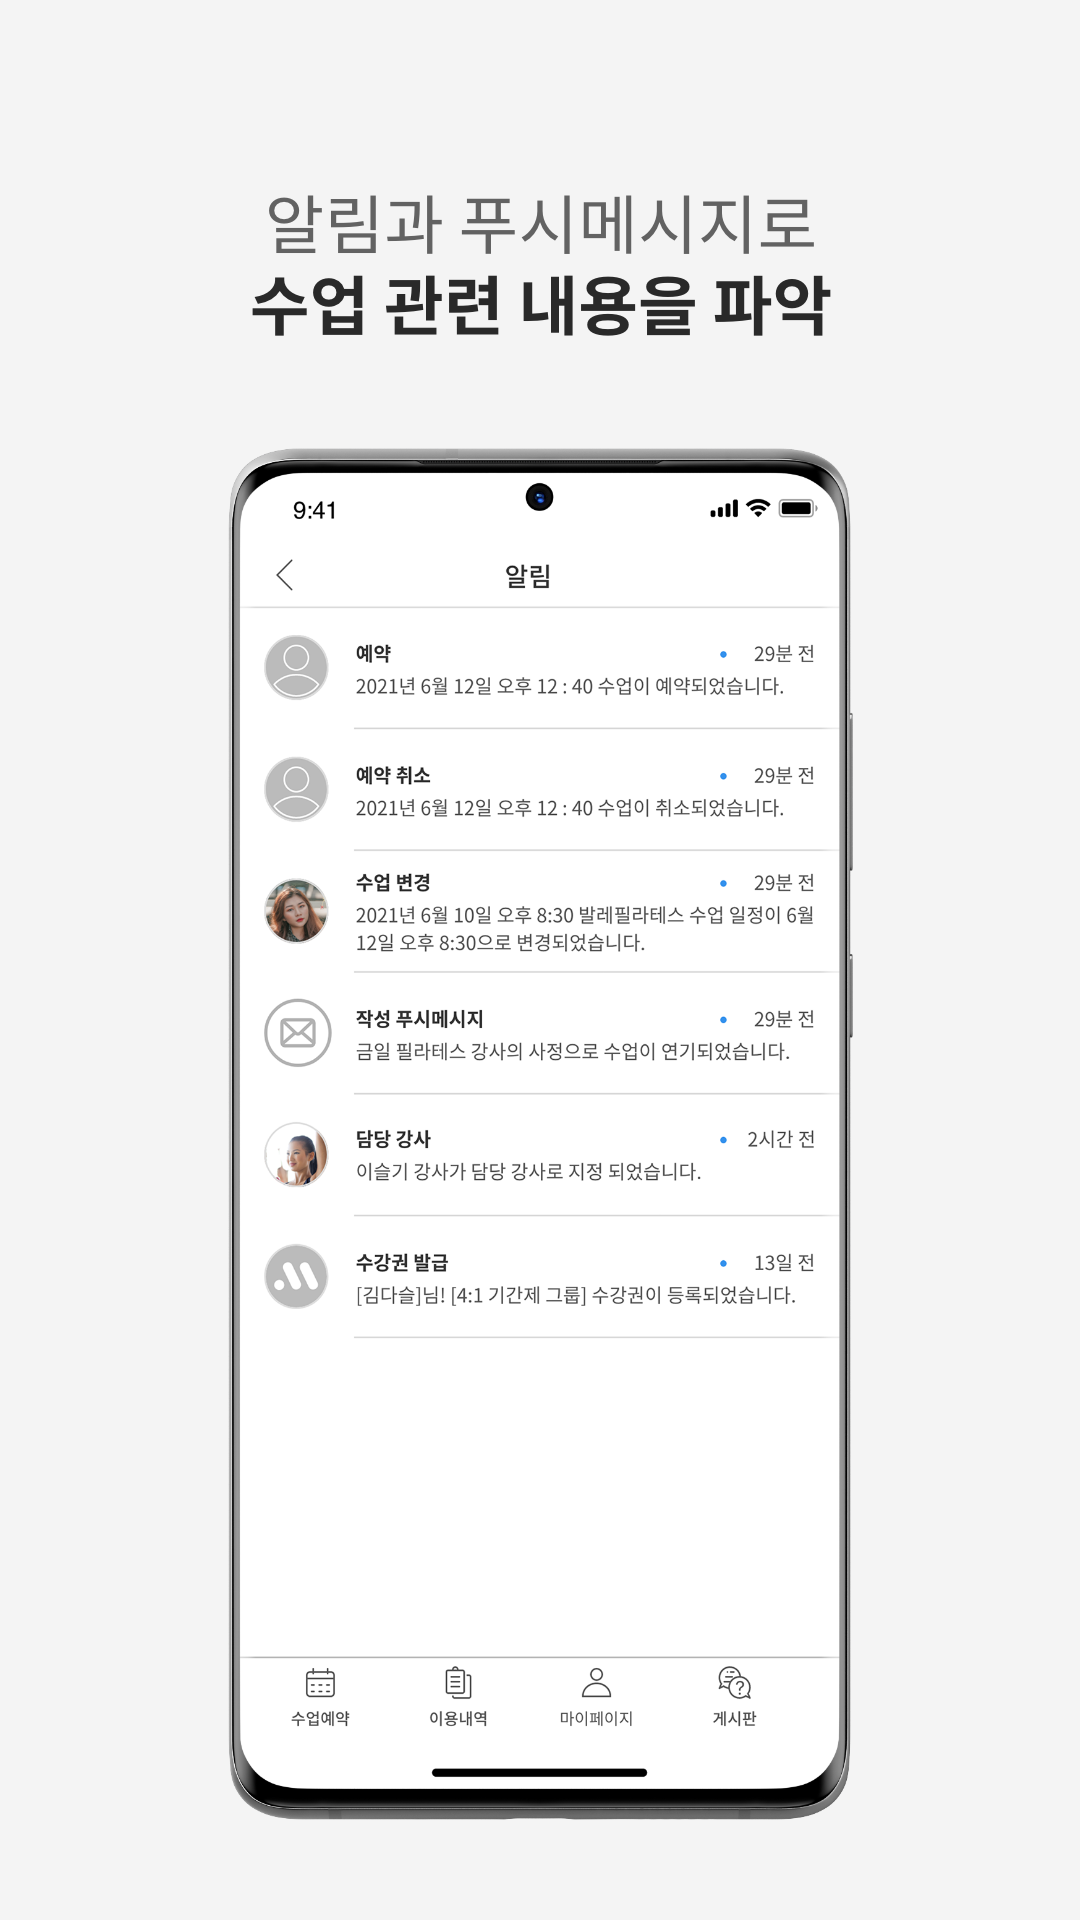 알림과 푸시메시지로
수업 관련 내용을 파악
9:41
알림
예약
29분 전
2021년 6월 12일 오후 12 : 40 수업이 예약되었습니다.
예약 취소
29분 전
2021년 6월 12일 오후 12 : 40 수업이 취소되었습니다.
수업 변경
29분 전
2021년 6월 10일 오후 8:30 발레필라테스 수업 일정이 6월
12일 오후 8:30으로 변경되었습니다.
작성 푸시메시지
29분 전
금일 필라테스 강사의 사정으로 수업이 연기되었습니다.
담당 강사
2시간 전
이슬기 강사가 담당 강사로 지정 되었습니다.
수강권 발급
13일 전
[김다슬]님! [4:1 기간제 그룹] 수강권이 등록되었습니다.
수업예약
이용내역
마이페이지
게시판